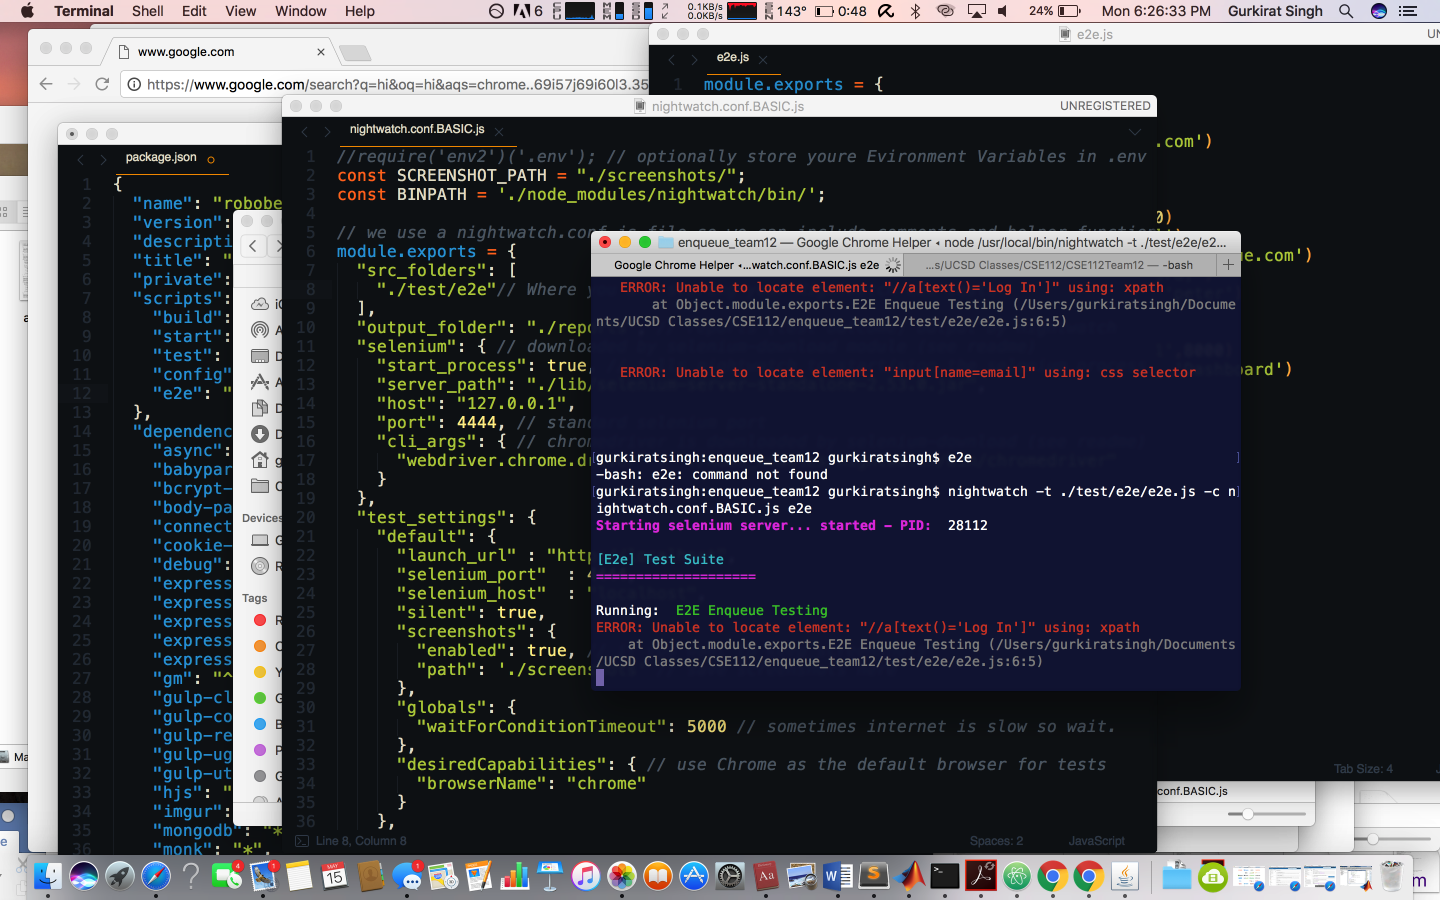 Terminal Shell Edit View Window Help
6 0.1KB/s 0.0KB/s 143° 0:48 24% Mon 6:26:33 PM Gurkirat Singh
www.google.com
https://www.google.com/search?q=hi&oq=hi&aqs=chrome..69i57j69i60l3.35
e2e.js
e2e.js
1 module.exports = {
.com')
0)
e.com')
board')
Tab Size: 4
package.json
1 {
2 "name": "robobe
3 "version":
4 "descripti
5 "title":
6 "private":
7 "scripts":
8 "build":
9 "start":
10 "test":
11 "config"
12 "e2e": "
13 },
14 "dependenc
15 "async":
16 "babypar
17 "bcrypt-
18 "body-pa
19 "connect
20 "cookie-
21 "debug":
22 "express
23 "express
24 "express
25 "express
26 "express
27 "gm": "^
28 "gulp-cl
29 "gulp-co
30 "gulp-re
31 "gulp-ug
32 "gulp-ut
33 "hjs": "
34 "imgur":
35 "mongodb": "*
36 "monk": "*",
Devices
Tags
nightwatch.conf.BASIC.js
UNREGISTERED
nightwatch.conf.BASIC.js
1 //require('env2')('.env'); // optionally store youre Evironment Variables in .env
2 const SCREENSHOT_PATH = "./screenshots/";
3 const BINPATH = './node_modules/nightwatch/bin/';
4
5 // we use a nightwatch.conf.js file so we can include comments and helper function
6 module.exports = {
7 "src_folders": [
8 "./test/e2e"// Where y
9 ],
10 "output_folder": "./repo
11 "selenium": { // downloa
12 "start_process": true,
13 "server_path": "./lib/
14 "host": "127.0.0.1",
15 "port": 4444, // stan
16 "cli_args": { // chrom
17 "webdriver.chrome.dr
18 }
19 },
20 "test_settings": {
21 "default": {
22 "launch_url" : "http
23 "selenium_port" : 4
24 "selenium_host" : "
25 "silent": true,
26 "screenshots": {
27 "enabled": true, /
28 "path": './screens
29 },
30 "globals": {
31 "waitForConditionTimeout": 5000 // sometimes internet is slow so wait.
32 },
33 "desiredCapabilities": { // use Chrome as the default browser for tests
34 "browserName": "chrome"
35 }
36 },
Line 8, Column 8
Spaces: 2
JavaScript
enqueue_team12 — Google Chrome Helper ◂ node /usr/local/bin/nightwatch -t ./test/e2e/e2...
Google Chrome Helper ◂...watch.conf.BASIC.js e2e
...s/UCSD Classes/CSE112/CSE112Team12 — -bash
ERROR: Unable to locate element: "//a[text()='Log In']" using: xpath
at Object.module.exports.E2E Enqueue Testing (/Users/gurkiratsingh/Docume
nts/UCSD Classes/CSE112/enqueue_team12/test/e2e/e2e.js:6:5)
ERROR: Unable to locate element: "input[name=email]" using: css selector
[gurkiratsingh:enqueue_team12 gurkiratsingh$ e2e ]
-bash: e2e: command not found
[gurkiratsingh:enqueue_team12 gurkiratsingh$ nightwatch -t ./test/e2e/e2e.js -c n]
ightwatch.conf.BASIC.js e2e
Starting selenium server... started - PID: 28112
[E2e] Test Suite
====================
Running: E2E Enqueue Testing
ERROR: Unable to locate element: "//a[text()='Log In']" using: xpath
at Object.module.exports.E2E Enqueue Testing (/Users/gurkiratsingh/Documents
/UCSD Classes/CSE112/enqueue_team12/test/e2e/e2e.js:6:5)
conf.BASIC.js
MAY 15